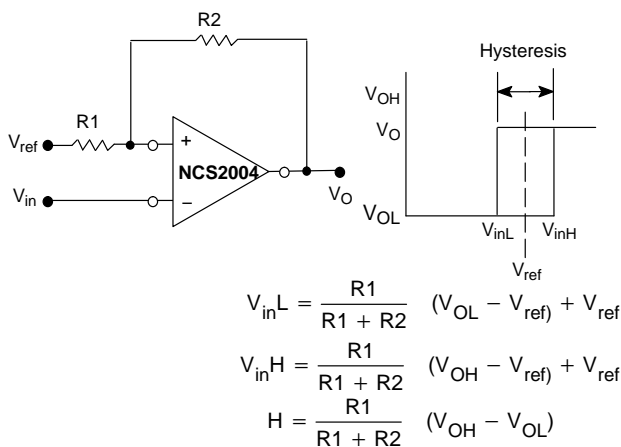 R2
Hysteresis
R1
V_OH
V_ref
+
V_O
NCS2004
V_in
−
V_O
V_OL
V_inL
V_inH
V_ref
V_inL = R1 / (R1 + R2) (V_OL − V_ref) + V_ref
V_inH = R1 / (R1 + R2) (V_OH − V_ref) + V_ref
H = R1 / (R1 + R2) (V_OH − V_OL)